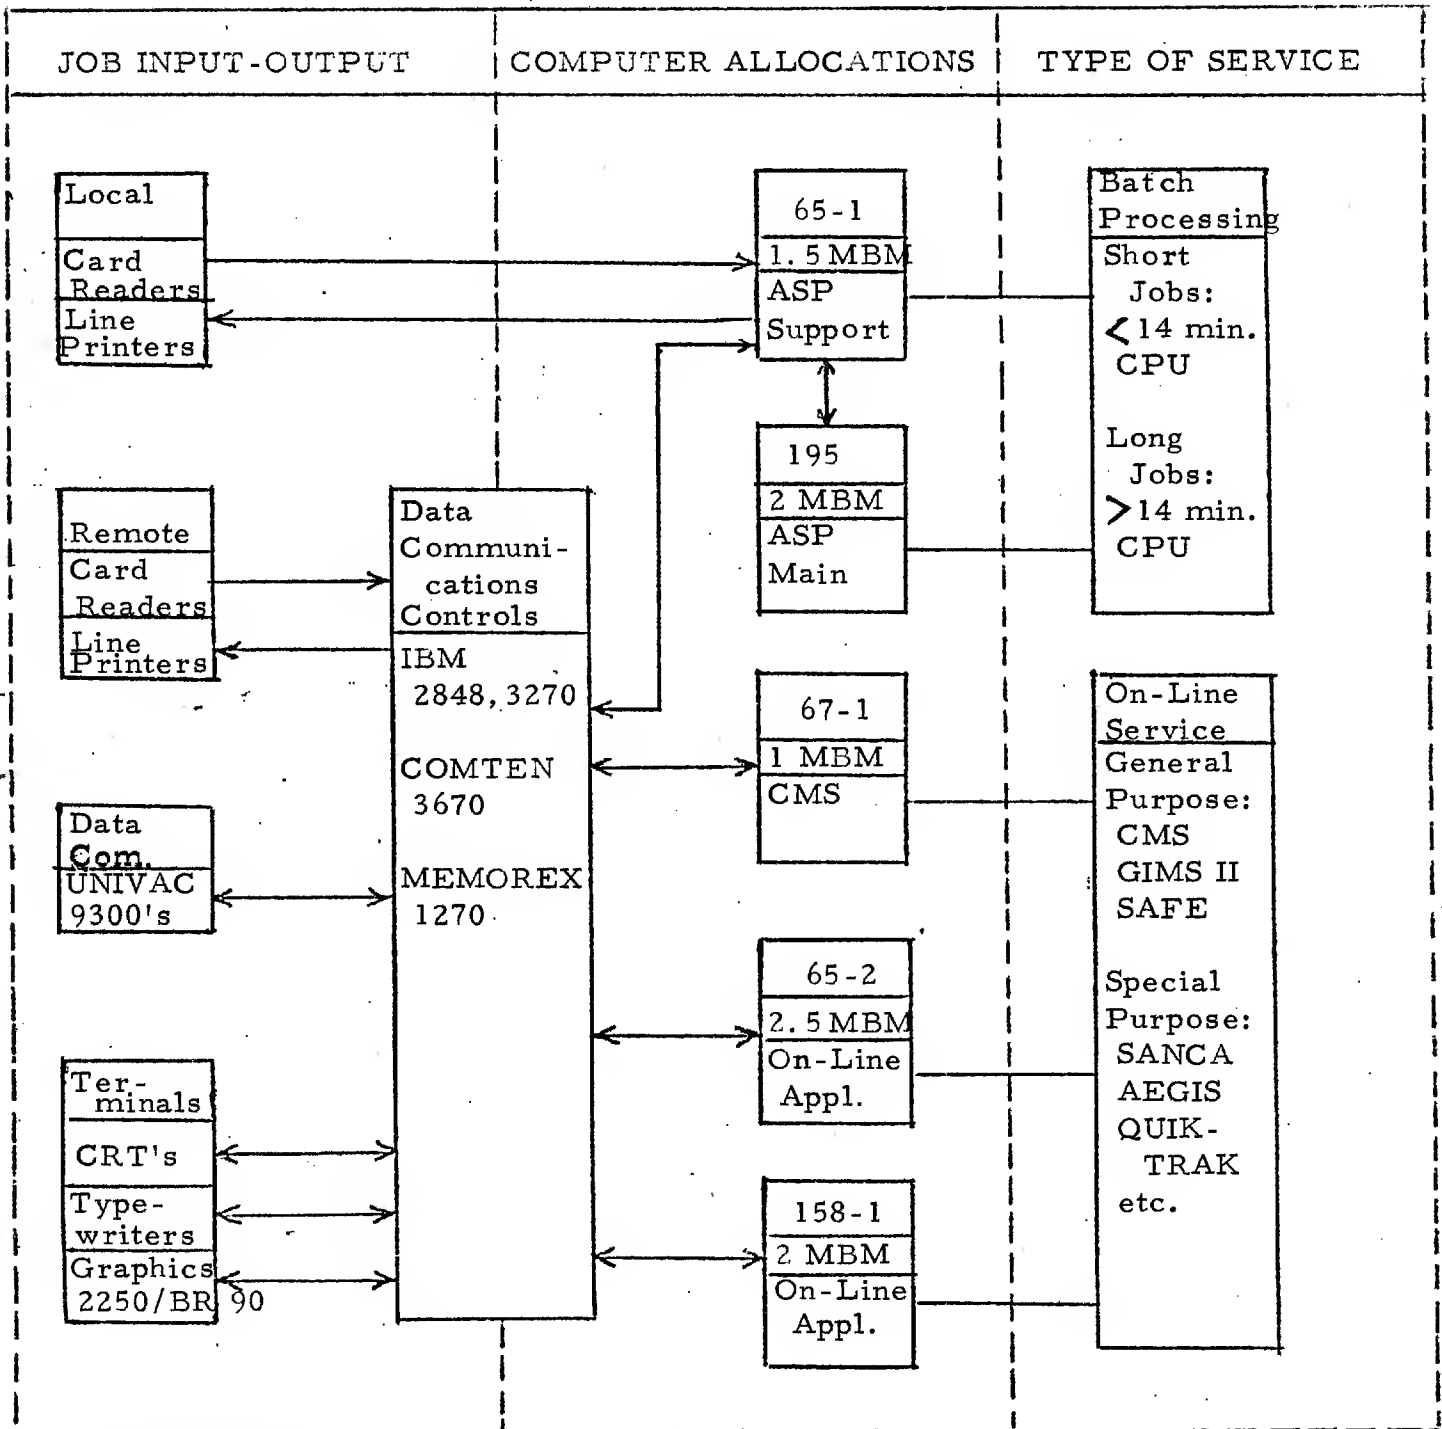 JOB INPUT-OUTPUT
COMPUTER ALLOCATIONS
TYPE OF SERVICE
Local
Card
Readers
Line
Printers
Remote
Card
Readers
Line
Printers
Data
Com.
UNIVAC
9300's
Ter-
minals
CRT's
Type-
writers
Graphics
2250/BR 90
Data
Communi-
cations
Controls
IBM
2848, 3270
COMTEN
3670
MEMOREX
1270
65-1
1.5 MBM
ASP
Support
195
2 MBM
ASP
Main
67-1
1 MBM
CMS
65-2
2.5 MBM
On-Line
Appl.
158-1
2 MBM
On-Line
Appl.
Batch
Processing
Short
Jobs:
< 14 min.
CPU
Long
Jobs:
> 14 min.
CPU
On-Line
Service
General
Purpose:
CMS
GIMS II
SAFE
Special
Purpose:
SANCA
AEGIS
QUIK-
TRAK
etc.